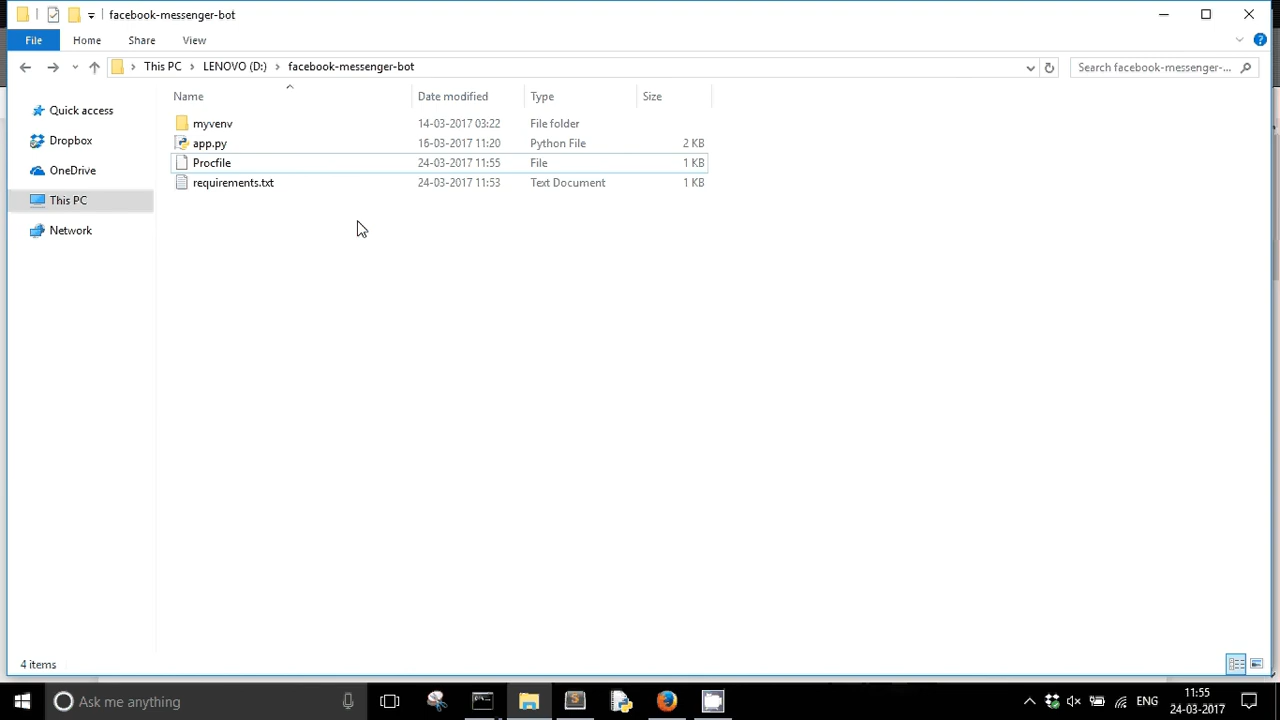 facebook-messenger-bot
File Home Share View
This PC LENOVO (D:) facebook-messenger-bot Search facebook-messenger-...
Name Date modified Type Size
Quick access
Dropbox
OneDrive
This PC
Network
myvenv 14-03-2017 03:22 File folder
app.py 16-03-2017 11:20 Python File 2 KB
Procfile 24-03-2017 11:55 File 1 KB
requirements.txt 24-03-2017 11:53 Text Document 1 KB
4 items
Ask me anything
ENG
11:55
24-03-2017